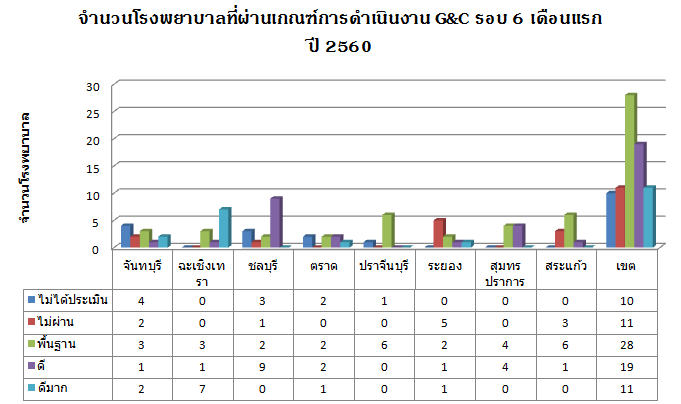 จำนวนโรงพยาบาลที่ผ่านเกณฑ์การดำเนินงาน G&C รอบ 6 เดือนแรก
ปี 2560
จำนวนโรงพยาบาล
30
25
20
15
10
5
0
จันทบุรี ฉะเชิงเท ชลบุรี ตราด ปราจีนบุรี ระยอง สมุทร สระแก้ว เขต
รา ปราการ
ไม่ได้ประเมิน 4 0 3 2 1 0 0 0 10
ไม่ผ่าน 2 0 1 0 0 5 0 3 11
พื้นฐาน 3 3 2 2 6 2 4 6 28
ดี 1 1 9 2 0 1 4 1 19
ดีมาก 2 7 0 1 0 1 0 0 11